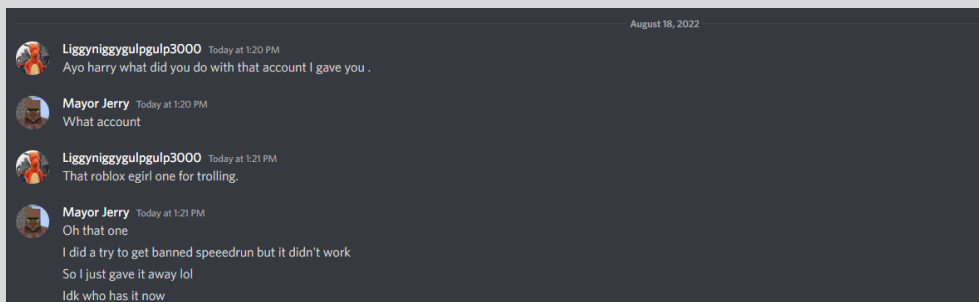 August 18, 2022
Liggyniggygulpgulp3000 Today at 1:20 PM
Ayo harry what did you do with that account I gave you .
Mayor Jerry Today at 1:20 PM
What account
Liggyniggygulpgulp3000 Today at 1:21 PM
That roblox egirl one for trolling.
Mayor Jerry Today at 1:21 PM
Oh that one
I did a try to get banned speeedrun but it didn't work
So I just gave it away lol
Idk who has it now